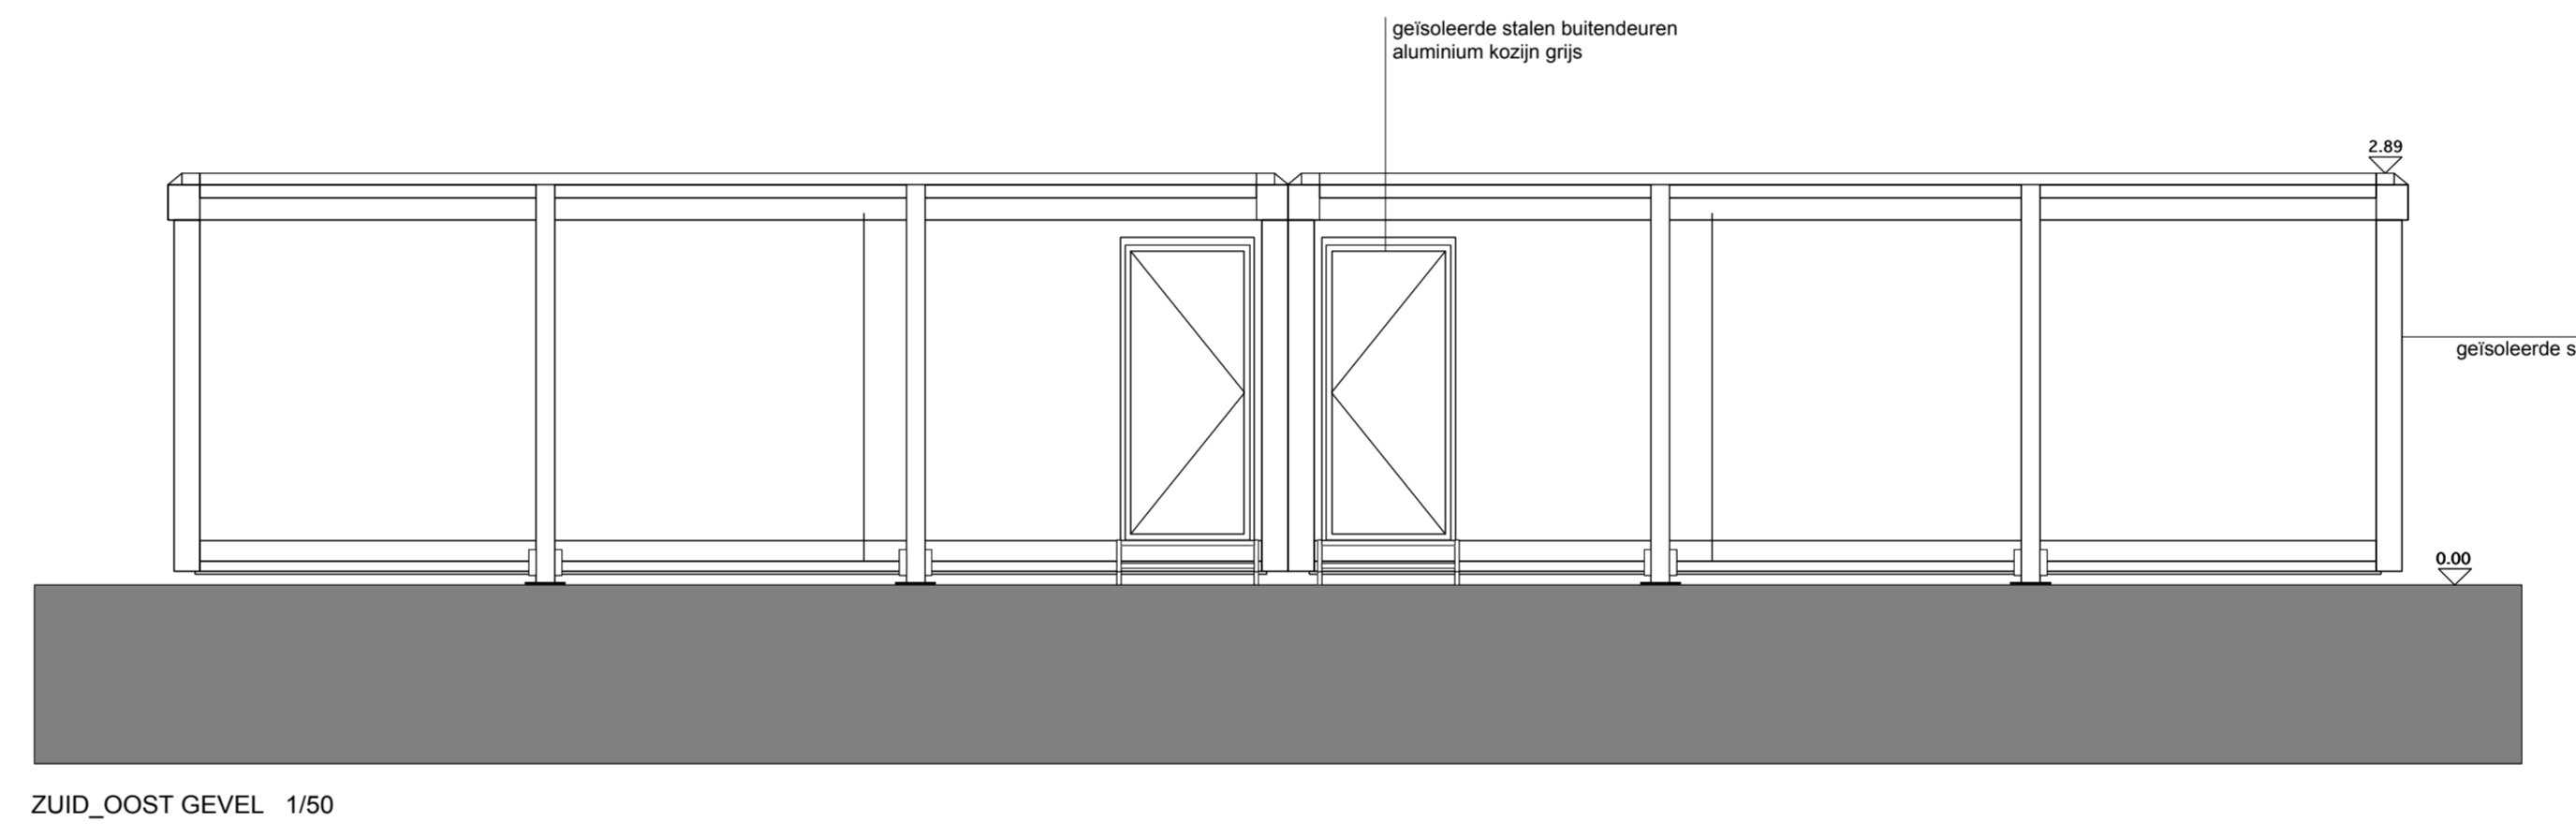 geïsoleerde stalen buitendeuren
aluminium kozijn grijs
2.89
geïsoleerde s
0.00
ZUID_OOST GEVEL 1/50